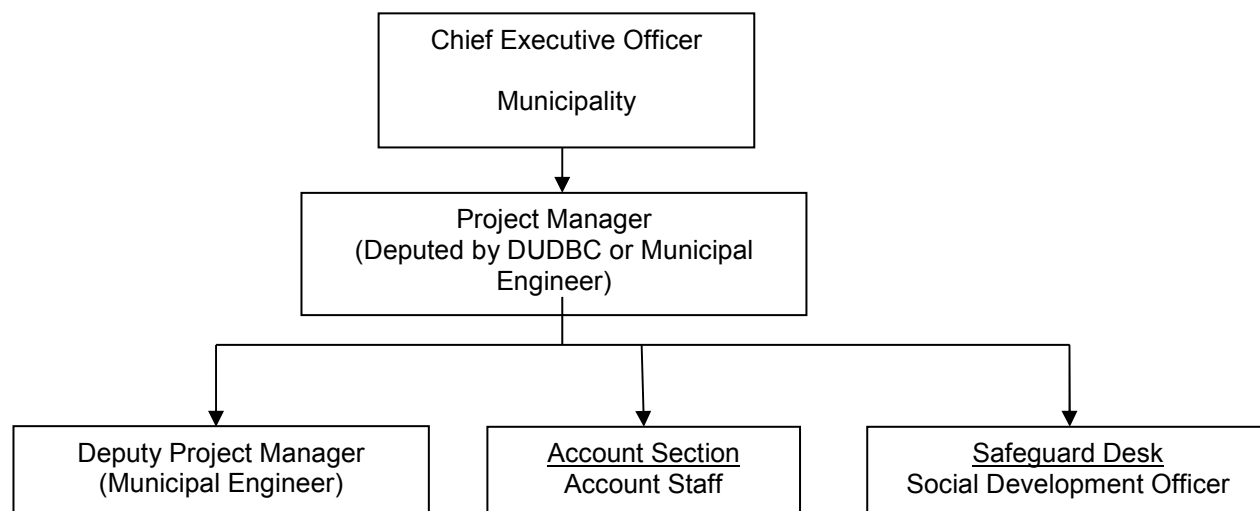 Chief Executive Officer
Municipality
Project Manager
(Deputed by DUDBC or Municipal
Engineer)
Deputy Project Manager
(Municipal Engineer)
Account Section
Account Staff
Safeguard Desk
Social Development Officer